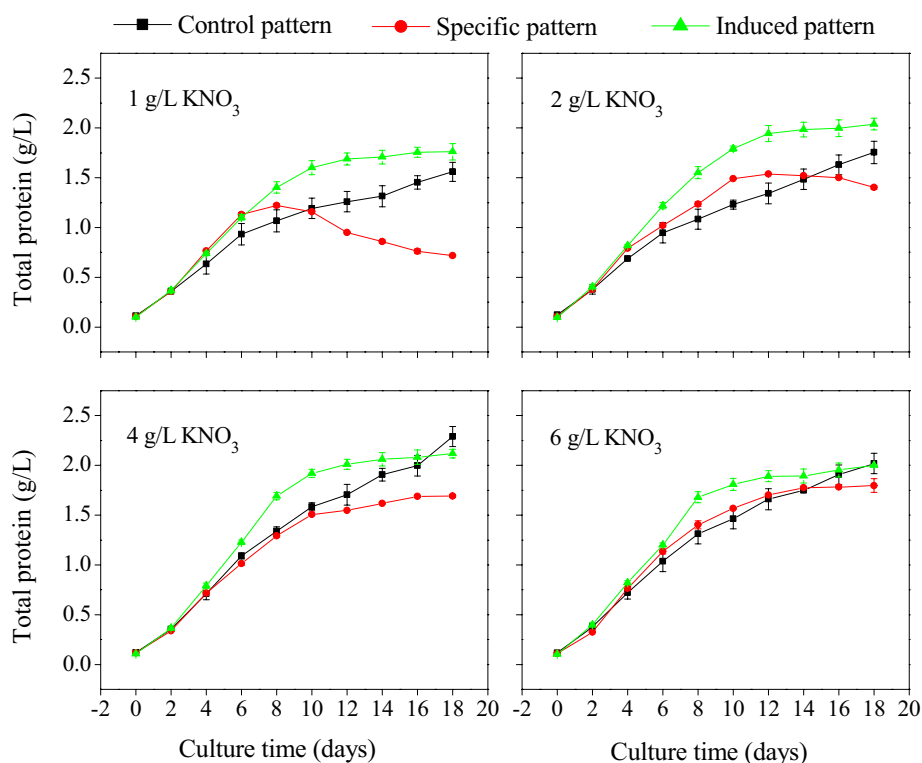 Control pattern Specific pattern Induced pattern
1 g/L KNO3
2 g/L KNO3
2.5
2.0
1.5
1.0
0.5
0.0
Total protein (g/L)
4 g/L KNO3
6 g/L KNO3
2.5
2.0
1.5
1.0
0.5
0.0
Total protein (g/L)
-2 0 2 4 6 8 10 12 14 16 18 20
-2 0 2 4 6 8 10 12 14 16 18 20
Culture time (days)
Culture time (days)